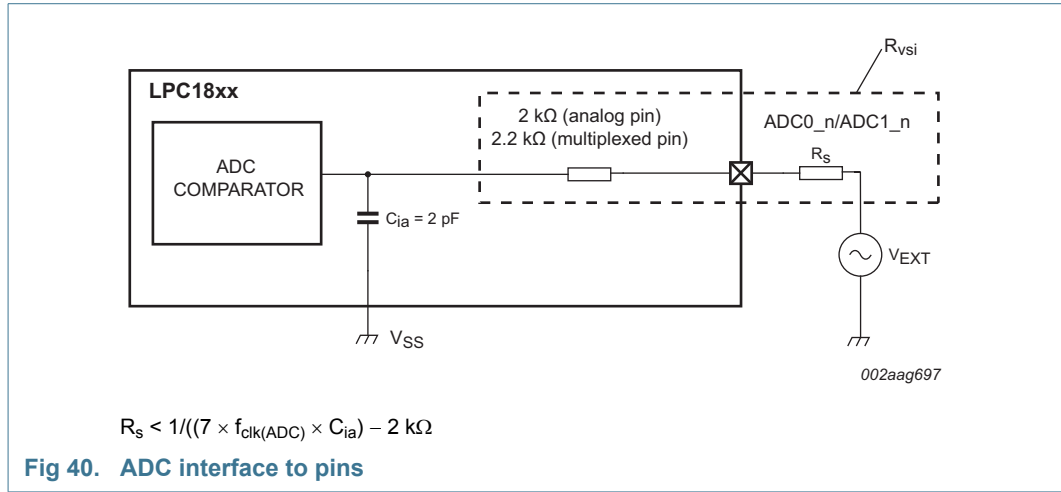 R_vsi
LPC18xx
2 kΩ (analog pin)
2.2 kΩ (multiplexed pin)
ADC0_n/ADC1_n
R_s
ADC
COMPARATOR
C_ia = 2 pF
V_EXT
V_SS
002aag697
R_s < 1/((7 × f_clk(ADC) × C_ia) − 2 kΩ
Fig 40. ADC interface to pins